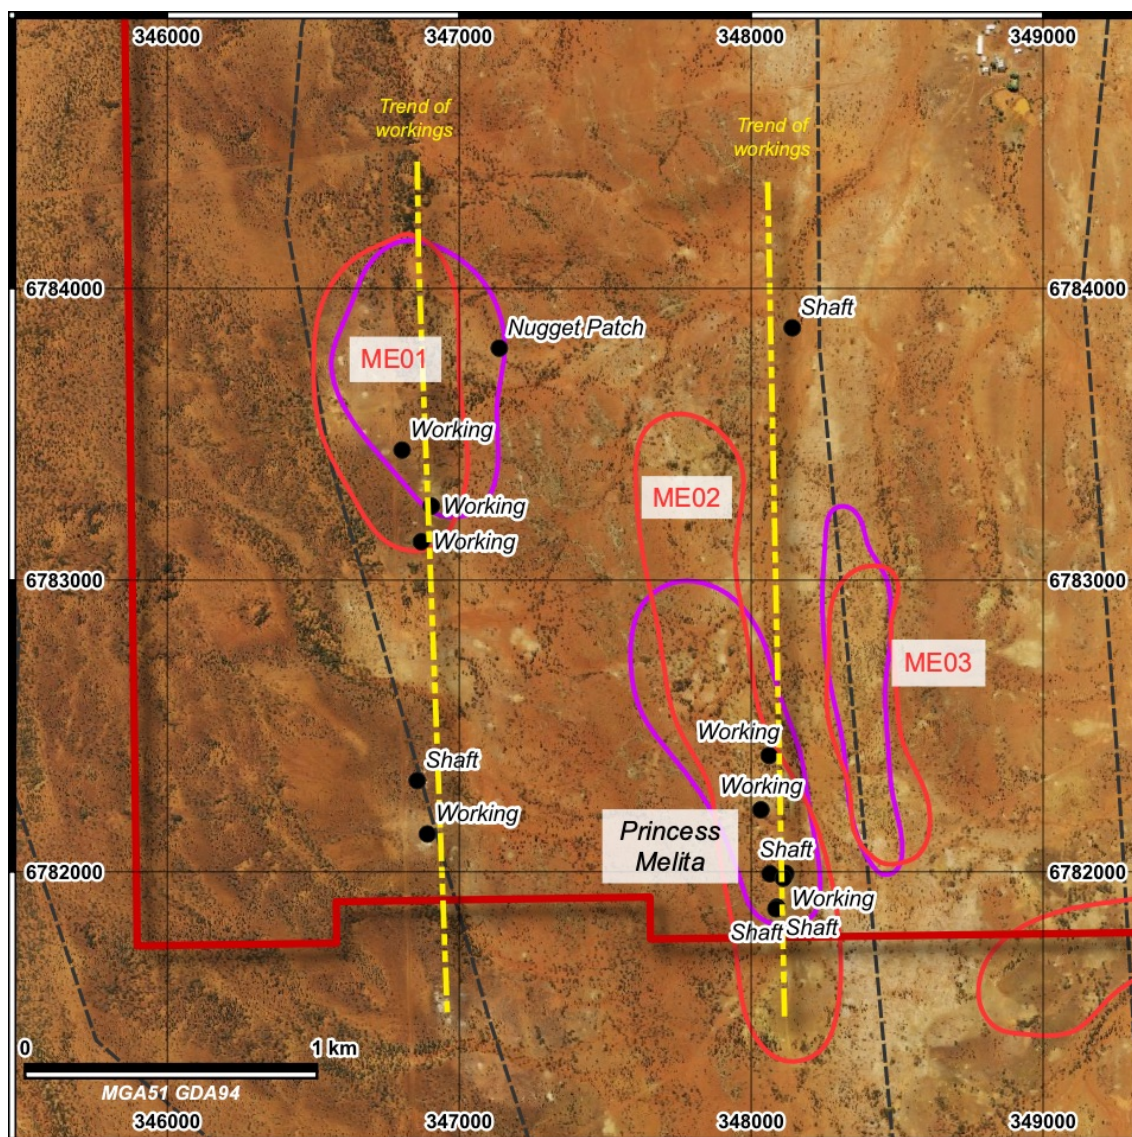 346000
347000
348000
349000
Trend of
workings
Trend of
workings
6784000
6784000
Shaft
Nugget Patch
ME01
Working
ME02
Working
Working
6783000
6783000
ME03
Working
Shaft
Working
Working
Princess
Melita
Shaft
6782000
6782000
Working
Shaft
Shaft
0
1 km
MGA51 GDA94
346000
347000
348000
349000